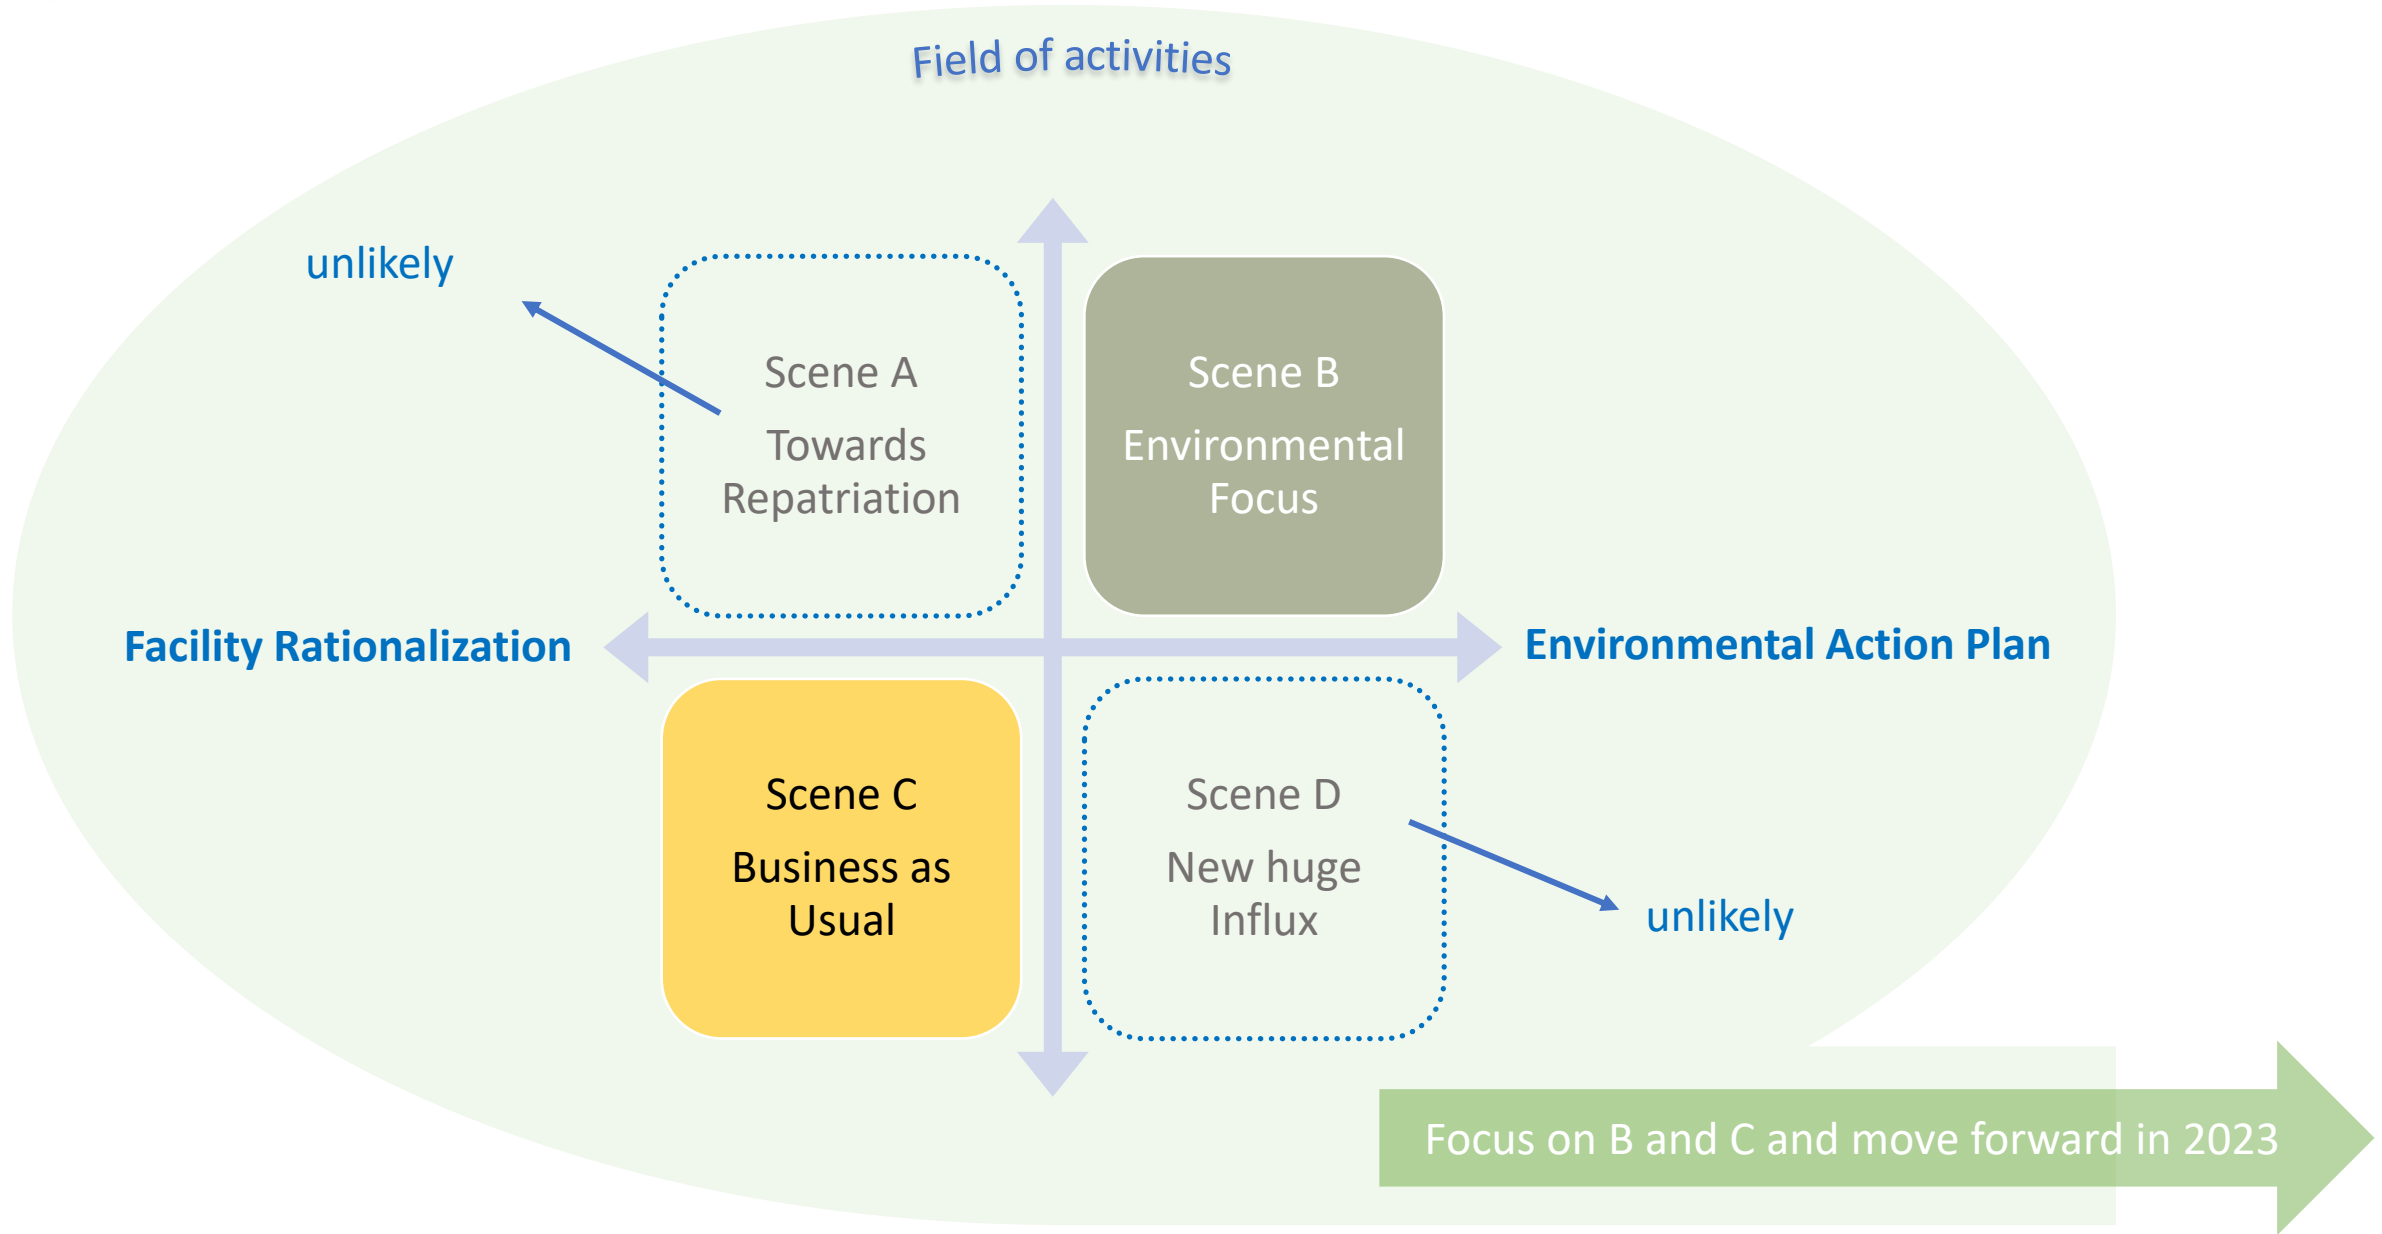 Field of activities
unlikely
Scene A
Towards
Repatriation
Scene B
Environmental
Focus
Facility Rationalization
Environmental Action Plan
Scene C
Business as
Usual
Scene D
New huge
Influx
unlikely
Focus on B and C and move forward in 2023